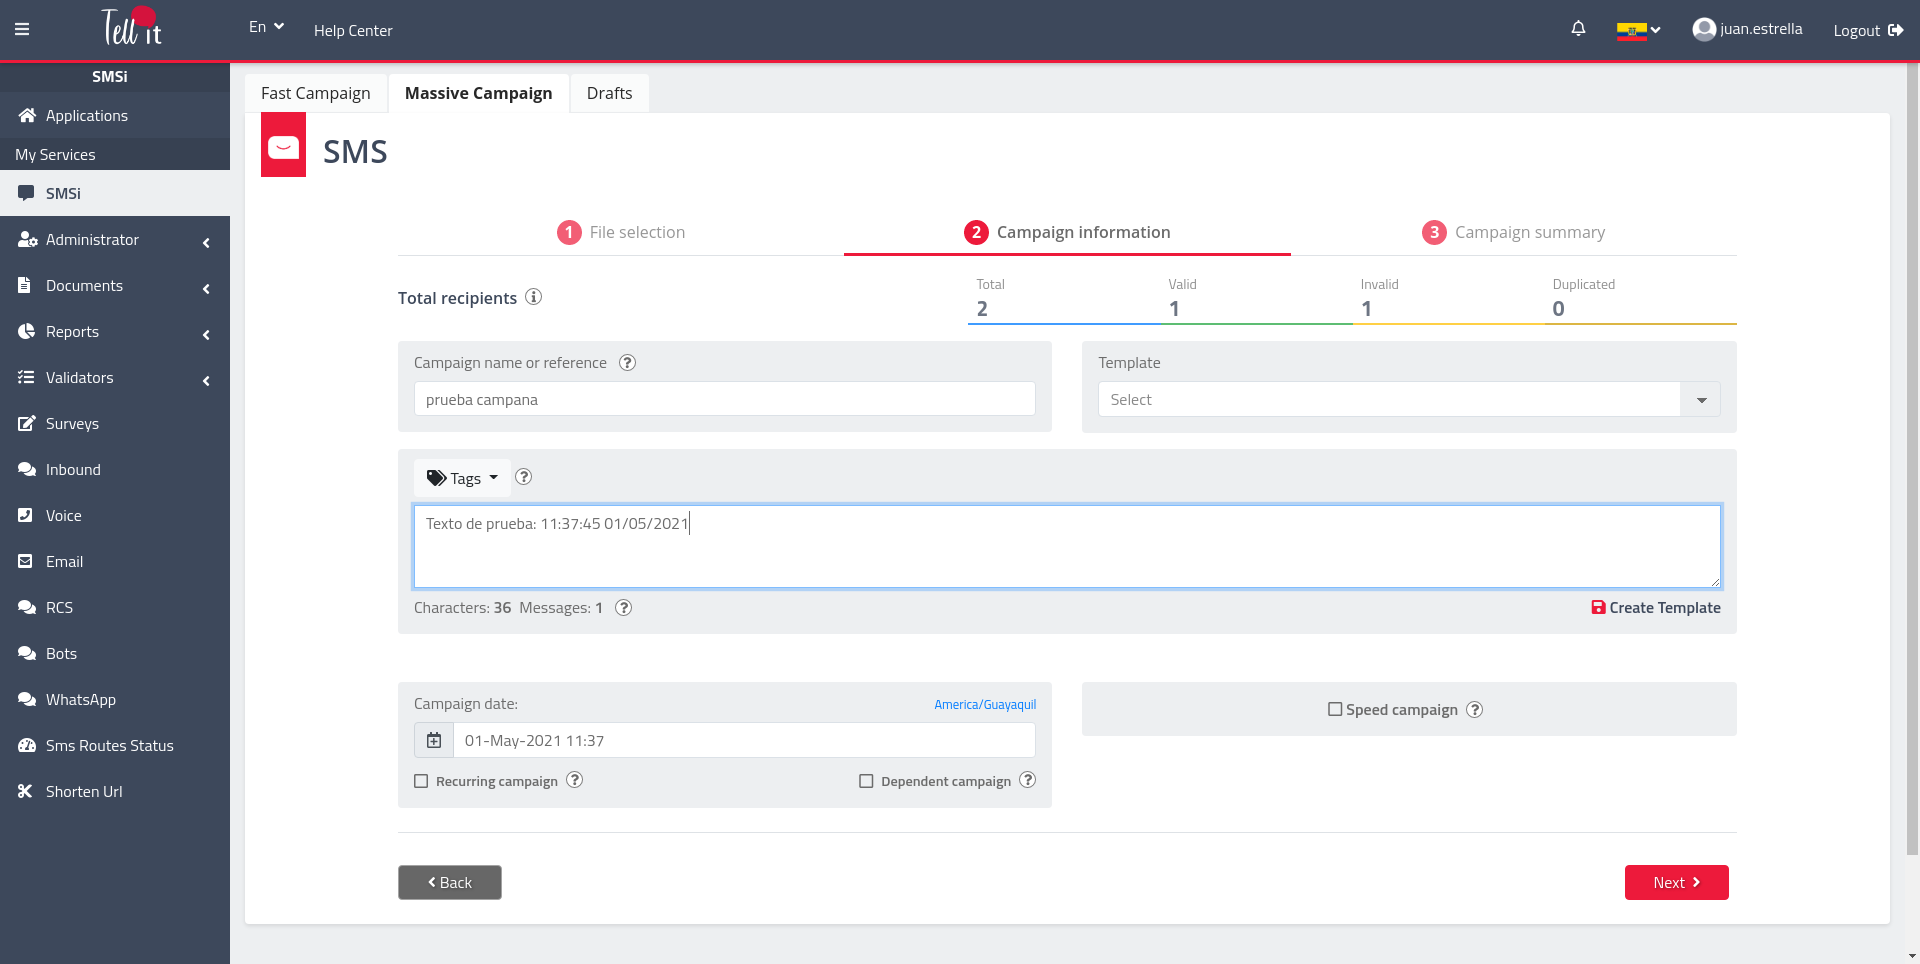 Tell it
En
Help Center
juan.estrella
Logout
SMSi
Applications
My Services
SMSi
Administrator
Documents
Reports
Validators
Surveys
Inbound
Voice
Email
RCS
Bots
WhatsApp
Sms Routes Status
Shorten Url
Fast Campaign
Massive Campaign
Drafts
SMS
1 File selection
2 Campaign information
3 Campaign summary
Total recipients
Total
2
Valid
1
Invalid
1
Duplicated
0
Campaign name or reference ?
prueba campana
Template
Select
Tags ?
Texto de prueba: 11:37:45 01/05/2021
Characters: 36 Messages: 1 ?
Create Template
Campaign date:
America/Guayaquil
01-May-2021 11:37
Recurring campaign ?
Dependent campaign ?
Speed campaign ?
Back
Next